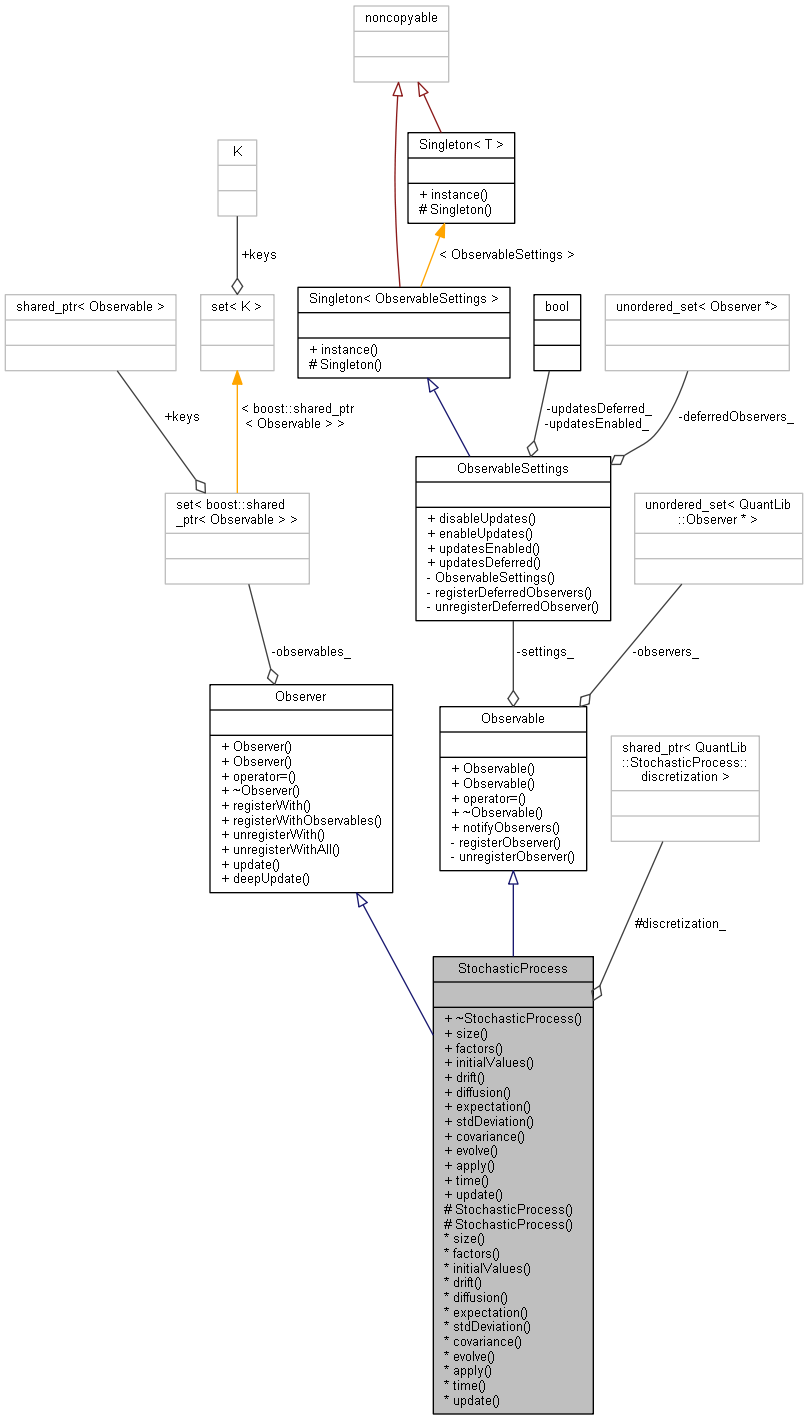 noncopyable
Singleton< T >
+ instance()
# Singleton()
K
+keys
< ObservableSettings >
shared_ptr< Observable >
set< K >
Singleton< ObservableSettings >
+ instance()
# Singleton()
bool
unordered_set< Observer *>
+keys
< boost::shared_ptr
< Observable > >
-updatesDeferred_
-updatesEnabled_
-deferredObservers_
ObservableSettings
+ disableUpdates()
+ enableUpdates()
+ updatesEnabled()
+ updatesDeferred()
- ObservableSettings()
- registerDeferredObservers()
- unregisterDeferredObserver()
set< boost::shared
_ptr< Observable > >
unordered_set< QuantLib
::Observer * >
-observables_
-settings_
-observers_
Observer
+ Observer()
+ Observer()
+ operator=()
+ ~Observer()
+ registerWith()
+ registerWithObservables()
+ unregisterWith()
+ unregisterWithAll()
+ update()
+ deepUpdate()
Observable
+ Observable()
+ Observable()
+ operator=()
+ ~Observable()
+ notifyObservers()
- registerObserver()
- unregisterObserver()
shared_ptr< QuantLib
::StochasticProcess::
discretization >
#discretization_
StochasticProcess
+ ~StochasticProcess()
+ size()
+ factors()
+ initialValues()
+ drift()
+ diffusion()
+ expectation()
+ stdDeviation()
+ covariance()
+ evolve()
+ apply()
+ time()
+ update()
# StochasticProcess()
# StochasticProcess()
* size()
* factors()
* initialValues()
* drift()
* diffusion()
* expectation()
* stdDeviation()
* covariance()
* evolve()
* apply()
* time()
* update()